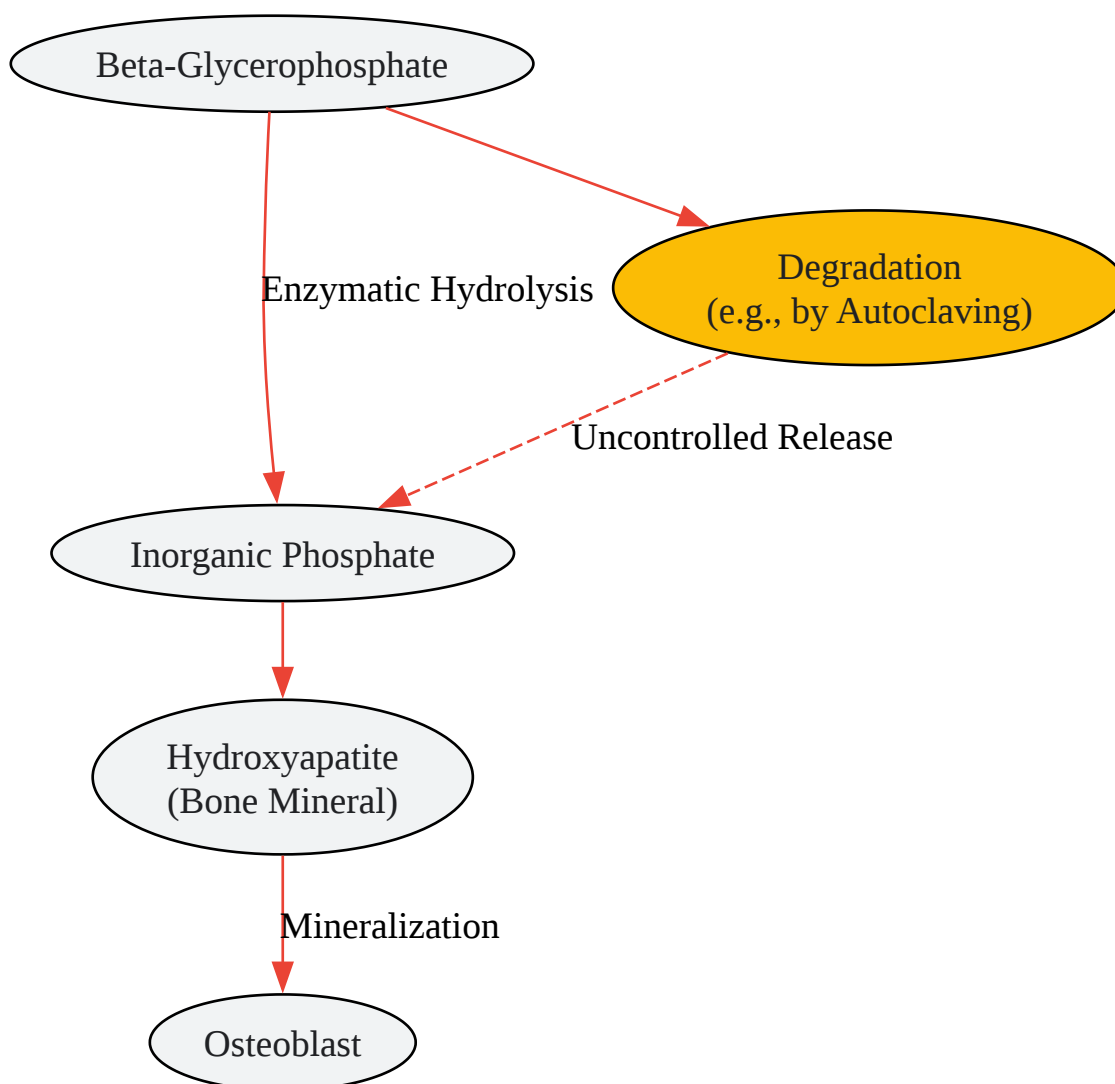 Beta-Glycerophosphate
Degradation
(e.g., by Autoclaving)
Enzymatic Hydrolysis
Uncontrolled Release
Inorganic Phosphate
Hydroxyapatite
(Bone Mineral)
Mineralization
Osteoblast